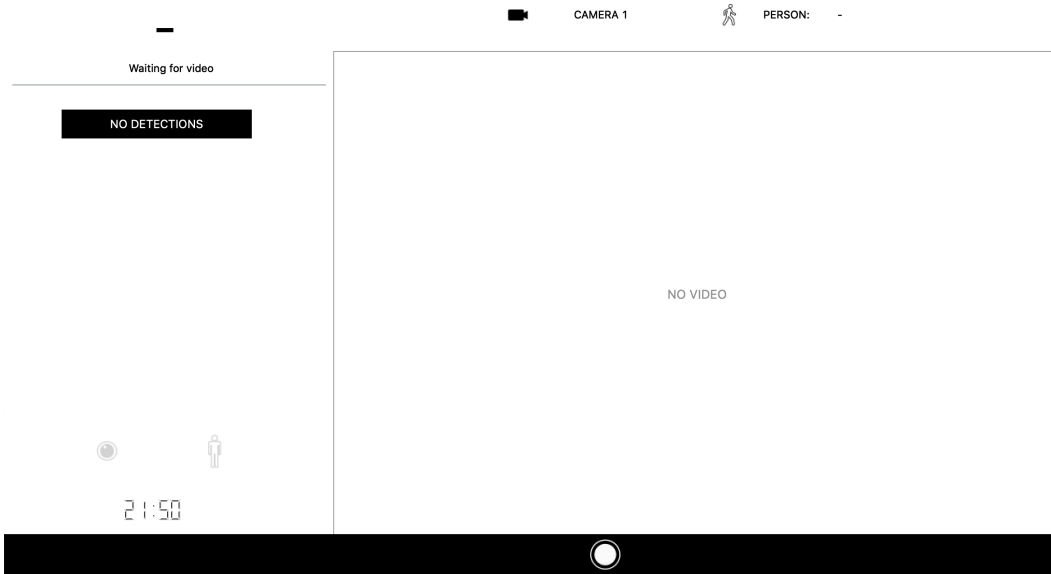 CAMERA 1
PERSON: -
Waiting for video
NO DETECTIONS
NO VIDEO
21:50